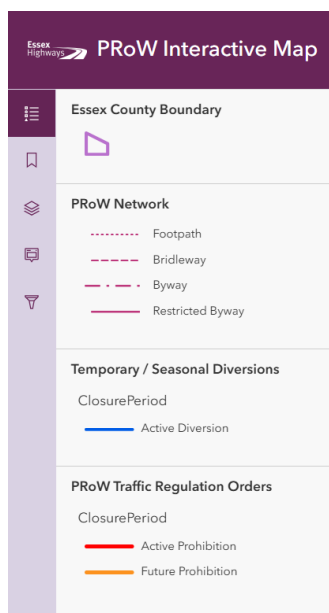 Essex
Highways
PRoW Interactive Map
Essex County Boundary
PRoW Network
Footpath
Bridleway
Byway
Restricted Byway
Temporary / Seasonal Diversions
ClosurePeriod
Active Diversion
PRoW Traffic Regulation Orders
ClosurePeriod
Active Prohibition
Future Prohibition